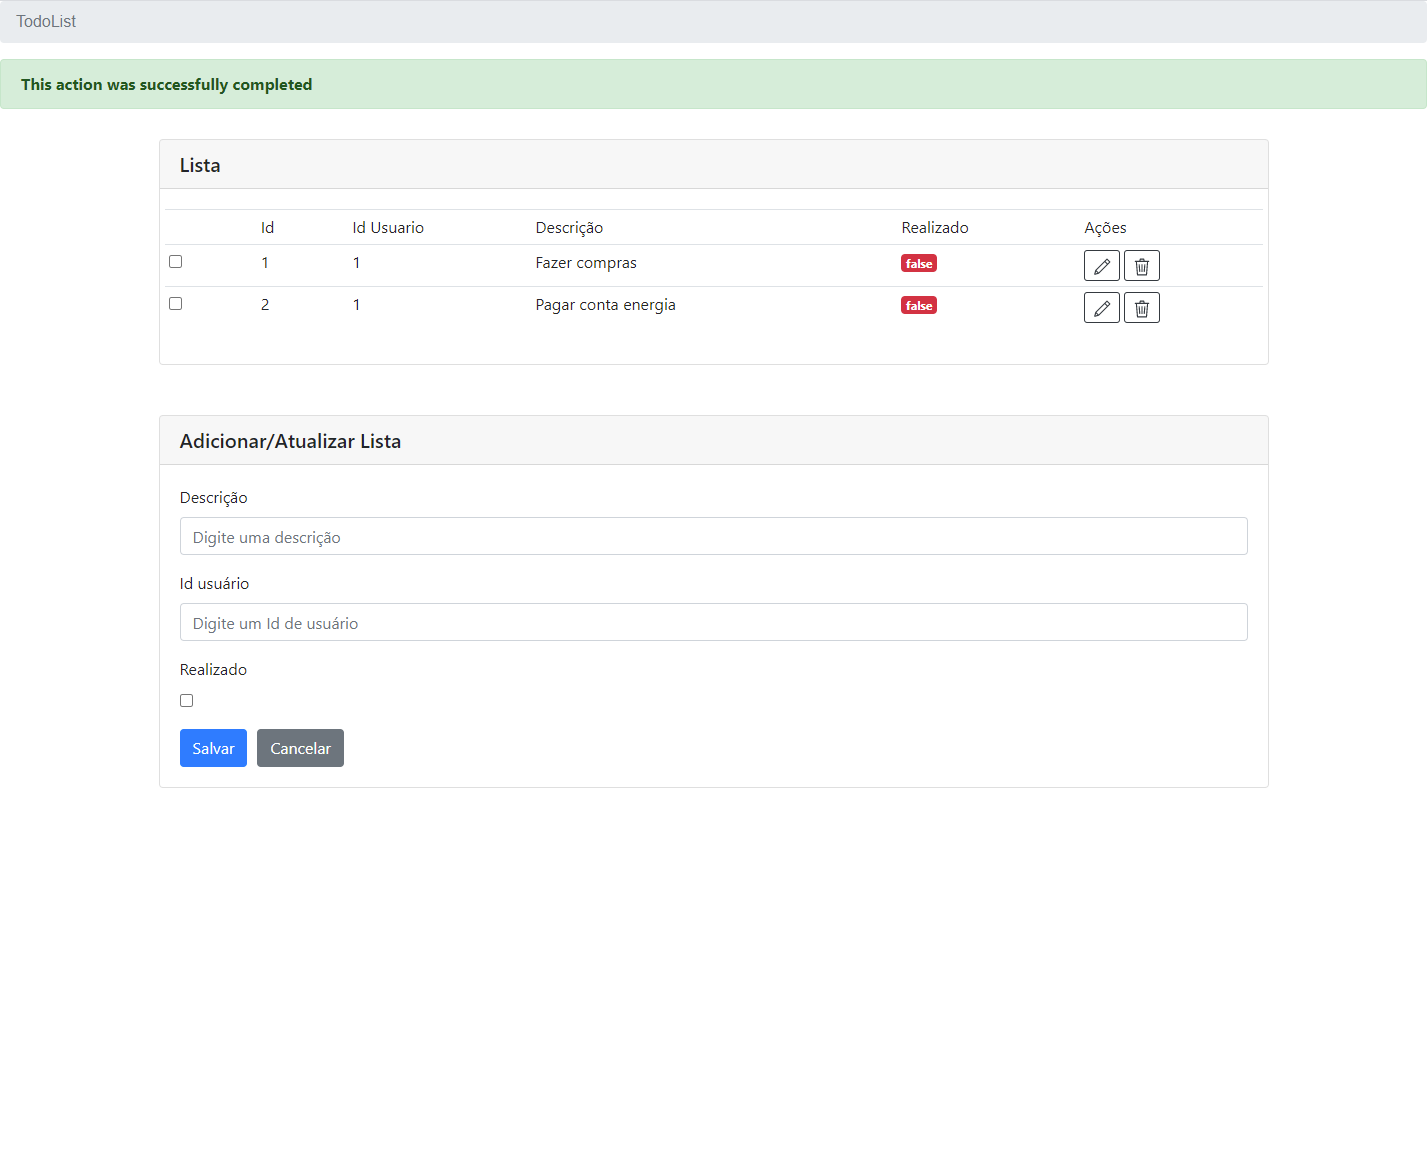 TodoList
This action was successfully completed
Lista
Id Id Usuario Descrição Realizado Ações
1 1 Fazer compras false
2 1 Pagar conta energia false
Adicionar/Atualizar Lista
Descrição
Digite uma descrição
Id usuário
Digite um Id de usuário
Realizado
Salvar Cancelar